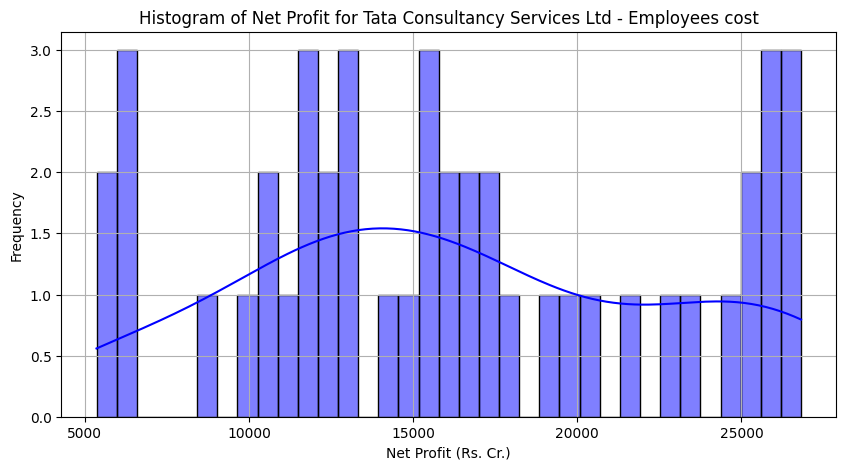 Histogram of Net Profit for Tata Consultancy Services Ltd - Employees cost
3.0
2.5
2.0
1.5
1.0
0.5
0.0
Frequency
5000 10000 15000 20000 25000
Net Profit (Rs. Cr.)